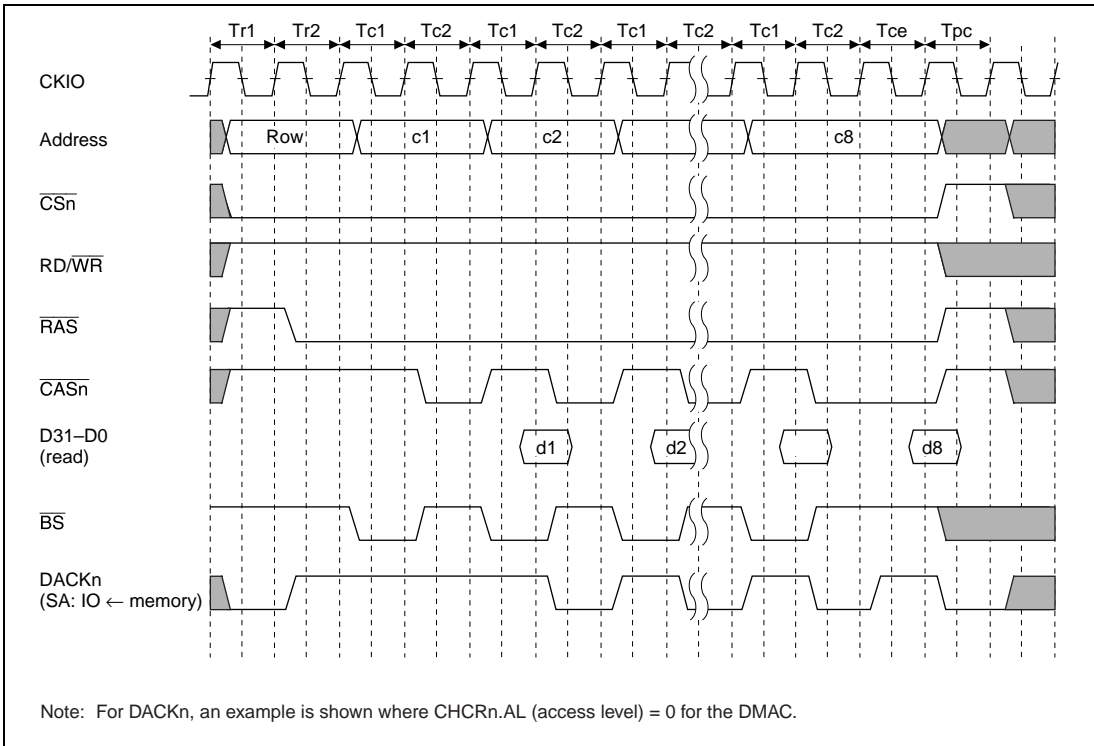 Tr1 Tr2 Tc1 Tc2 Tc1 Tc2 Tc1 Tc2 Tc1 Tc2 Tce Tpc
CKIO
Address Row c1 c2 c8
CSn
RD/WR
RAS
CASn
D31–D0
(read) d1 d2 d8
BS
DACKn
(SA: IO ← memory)
Note: For DACKn, an example is shown where CHCRn.AL (access level) = 0 for the DMAC.